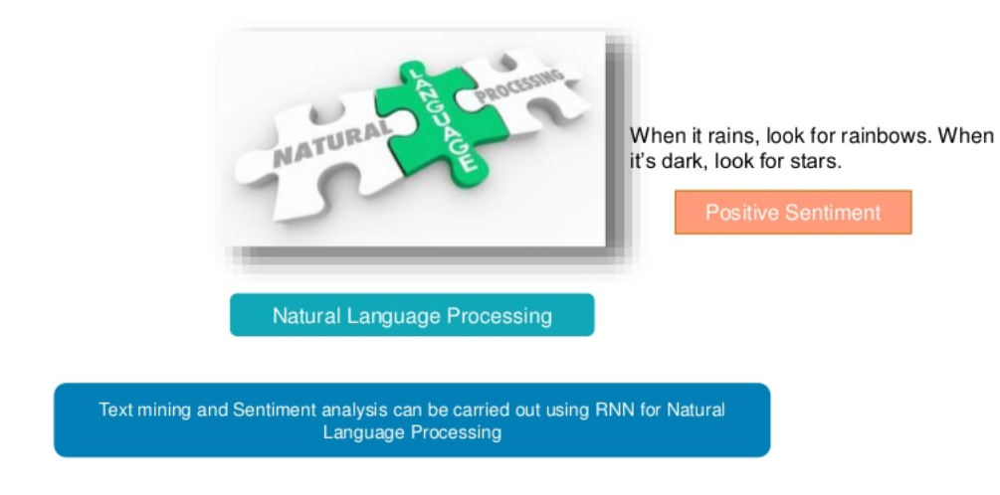 NATURAL
LANGUAGE
PROCESSING
When it rains, look for rainbows. When
it's dark, look for stars.
Positive Sentiment
Natural Language Processing
Text mining and Sentiment analysis can be carried out using RNN for Natural
Language Processing